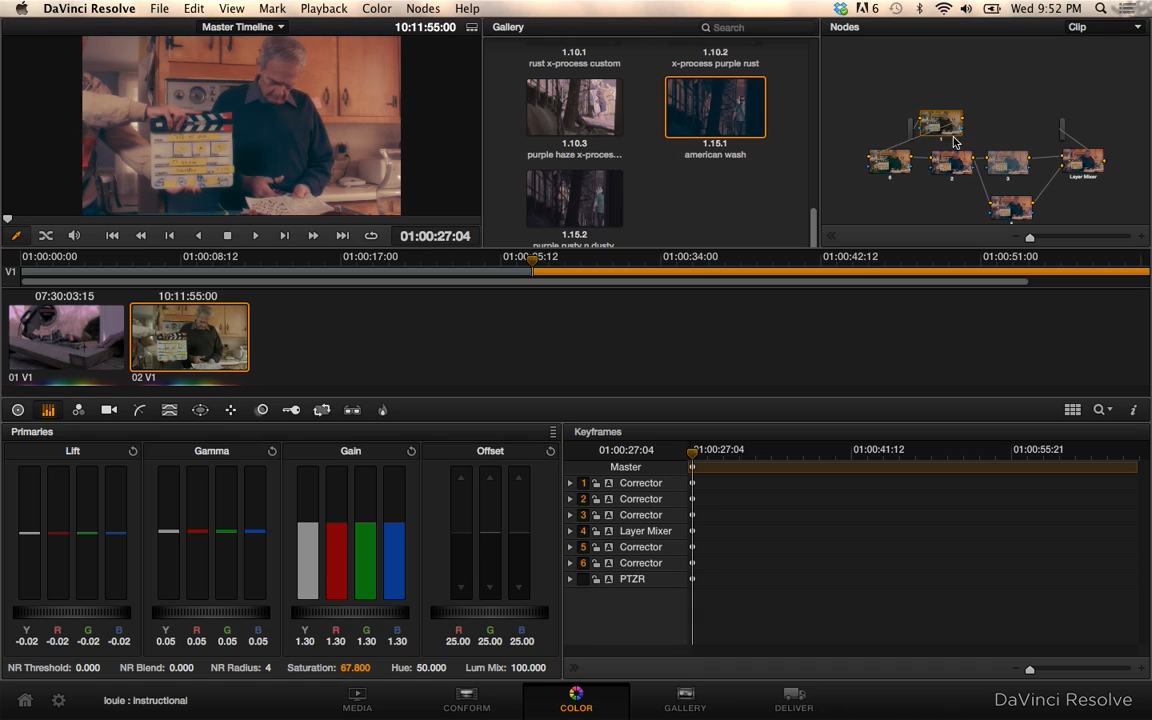 DaVinci Resolve File Edit View Mark Playback Color Nodes Help 6 Wed 9:52 PM
Master Timeline 10:11:55:00
Gallery Search
Nodes Clip
1.10.1 1.10.2
rust x-process custom x-process purple rust
1.10.3 1.15.1
purple haze x-proces... american wash
1.15.2
purple rusty n dusty
1
6 2 3 Layer Mixer
01:00:27:04
01:00:00:00 01:00:08:12 01:00:17:00 01:00:34:00 01:00:42:12 01:00:51:00
V1
07:30:03:15 10:11:55:00
01 V1 02 V1
Primaries
Lift Gamma Gain Offset
Y R G B Y R G B Y R G B R G B
-0.02 -0.02 -0.02 -0.02 0.05 0.05 0.05 0.05 1.30 1.30 1.30 1.30 25.00 25.00 25.00
NR Threshold: 0.000 NR Blend: 0.000 NR Radius: 4 Saturation: 67.800 Hue: 50.000 Lum Mix: 100.000
Keyframes
01:00:27:04 01:00:27:04 01:00:41:12 01:00:55:21
Master
1 A Corrector
2 A Corrector
3 A Corrector
4 A Layer Mixer
5 A Corrector
6 A Corrector
A PTZR
louie : Instructional MEDIA CONFORM COLOR GALLERY DELIVER DaVinci Resolve